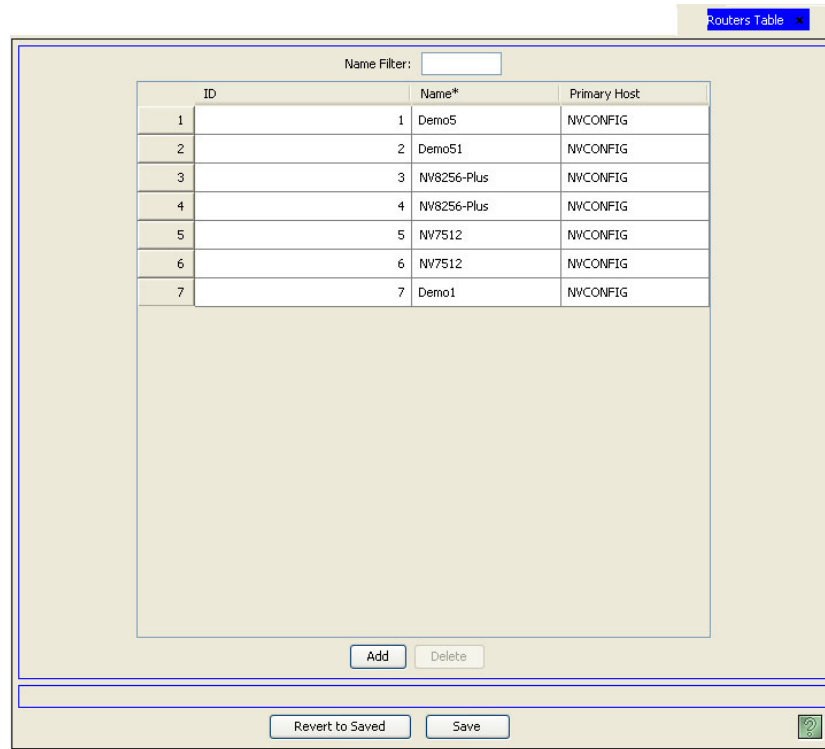 Routers Table x
Name Filter:
ID Name* Primary Host
1 1 Demo5 NVCONFIG
2 2 Demo51 NVCONFIG
3 3 NV8256-Plus NVCONFIG
4 4 NV8256-Plus NVCONFIG
5 5 NV7512 NVCONFIG
6 6 NV7512 NVCONFIG
7 7 Demo1 NVCONFIG
Add Delete
Revert to Saved Save ?